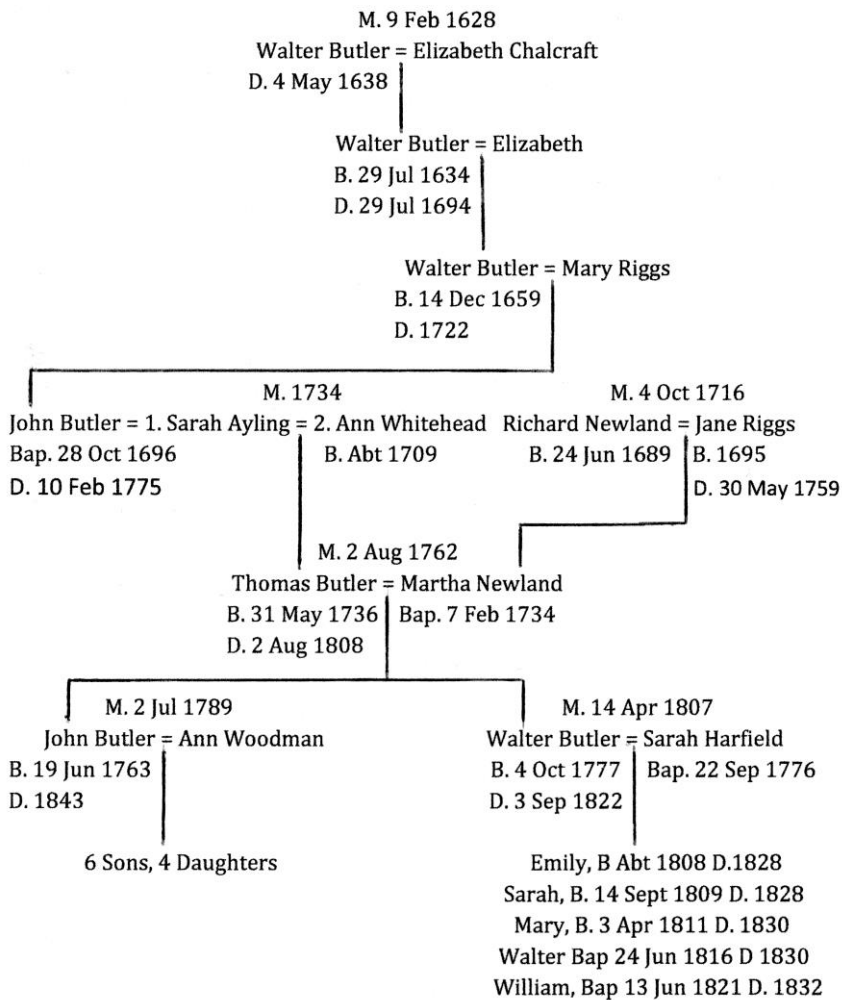 M. 9 Feb 1628
Walter Butler = Elizabeth Chalcraft
D. 4 May 1638
Walter Butler = Elizabeth
B. 29 Jul 1634
D. 29 Jul 1694
Walter Butler = Mary Riggs
B. 14 Dec 1659
D. 1722
M. 1734
John Butler = 1. Sarah Ayling = 2. Ann Whitehead
Bap. 28 Oct 1696
B. Abt 1709
D. 10 Feb 1775
M. 4 Oct 1716
Richard Newland = Jane Riggs
B. 24 Jun 1689
B. 1695
D. 30 May 1759
M. 2 Aug 1762
Thomas Butler = Martha Newland
B. 31 May 1736
Bap. 7 Feb 1734
D. 2 Aug 1808
M. 2 Jul 1789
John Butler = Ann Woodman
B. 19 Jun 1763
D. 1843
6 Sons, 4 Daughters
M. 14 Apr 1807
Walter Butler = Sarah Harfield
B. 4 Oct 1777
Bap. 22 Sep 1776
D. 3 Sep 1822
Emily, B Abt 1808 D.1828
Sarah, B. 14 Sept 1809 D. 1828
Mary, B. 3 Apr 1811 D. 1830
Walter Bap 24 Jun 1816 D 1830
William, Bap 13 Jun 1821 D. 1832